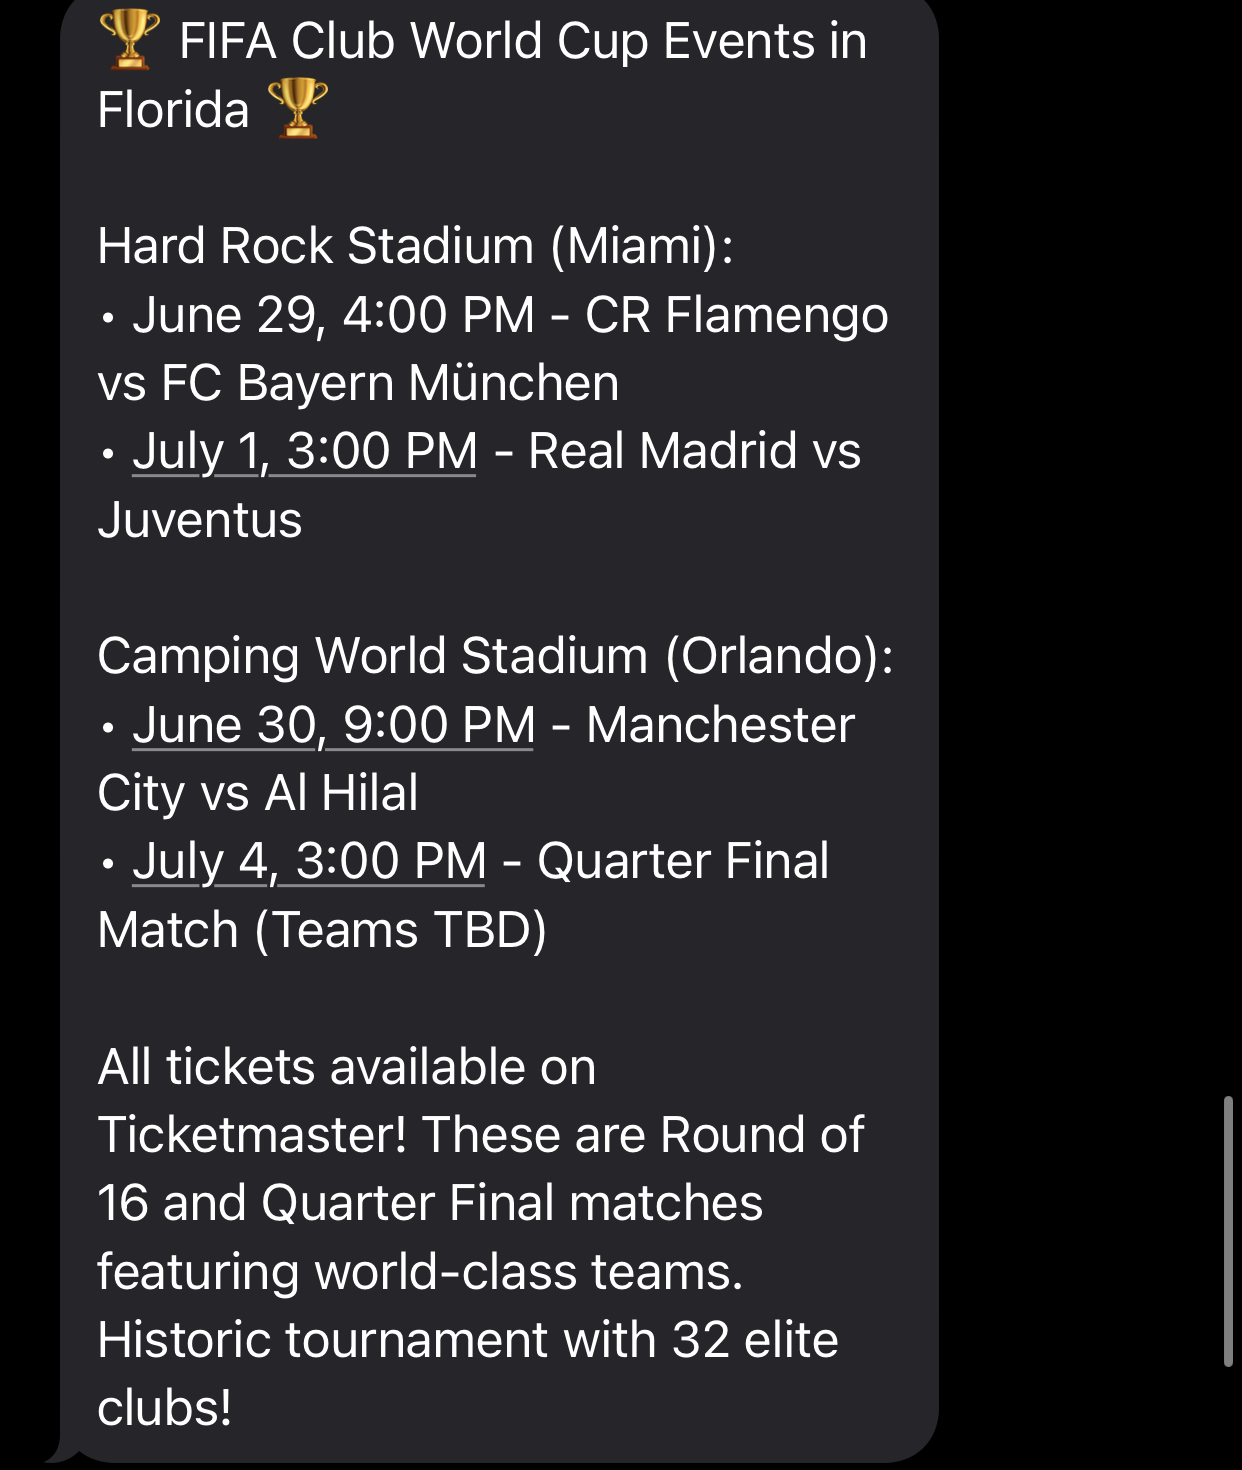 🏆 FIFA Club World Cup Events in
Florida 🏆
Hard Rock Stadium (Miami):
• June 29, 4:00 PM - CR Flamengo
vs FC Bayern München
• July 1, 3:00 PM - Real Madrid vs
Juventus
Camping World Stadium (Orlando):
• June 30, 9:00 PM - Manchester
City vs Al Hilal
• July 4, 3:00 PM - Quarter Final
Match (Teams TBD)
All tickets available on
Ticketmaster! These are Round of
16 and Quarter Final matches
featuring world-class teams.
Historic tournament with 32 elite
clubs!